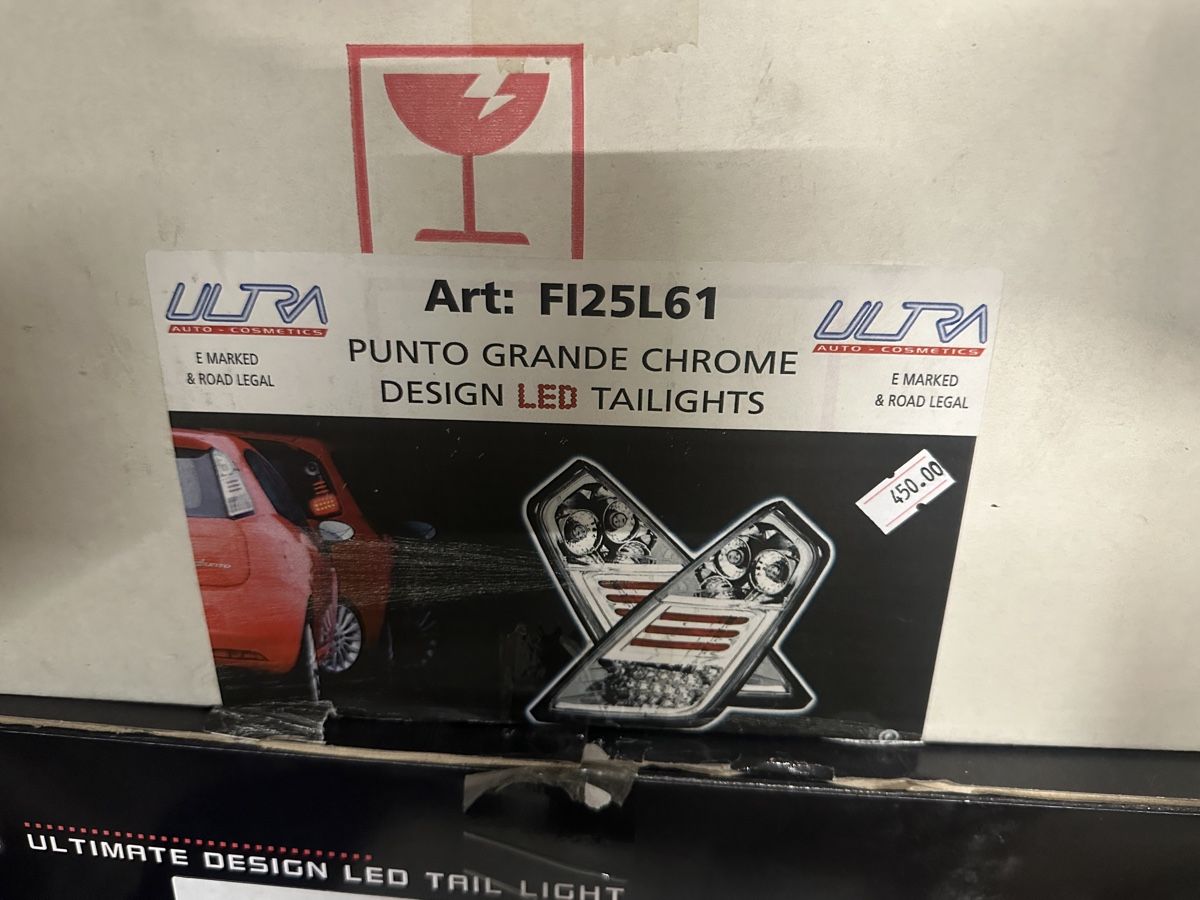 ULTRA
AUTO - COSMETICS
E MARKED
& ROAD LEGAL
Art: FI25L61
PUNTO GRANDE CHROME
DESIGN LED TAILIGHTS
ULTRA
AUTO - COSMETICS
E MARKED
& ROAD LEGAL
450.00
PUNTO
ULTIMATE DESIGN LED TAIL LIGHT